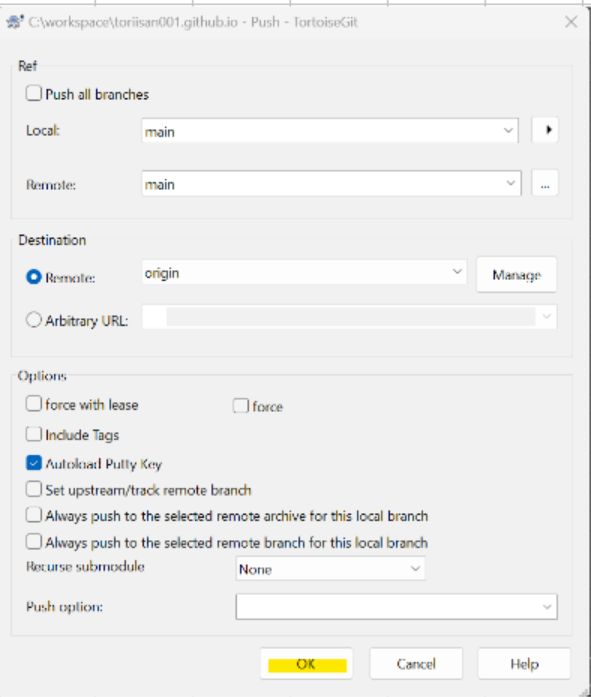 C:\workspace\toriisan001.github.io - Push - TortoiseGit
Ref
Push all branches
Local: main
Remote: main ...
Destination
Remote: origin Manage
Arbitrary URL:
Options
force with lease force
Include Tags
Autoload Putty Key
Set upstream/track remote branch
Always push to the selected remote archive for this local branch
Always push to the selected remote branch for this local branch
Recurse submodule None
Push option:
OK Cancel Help